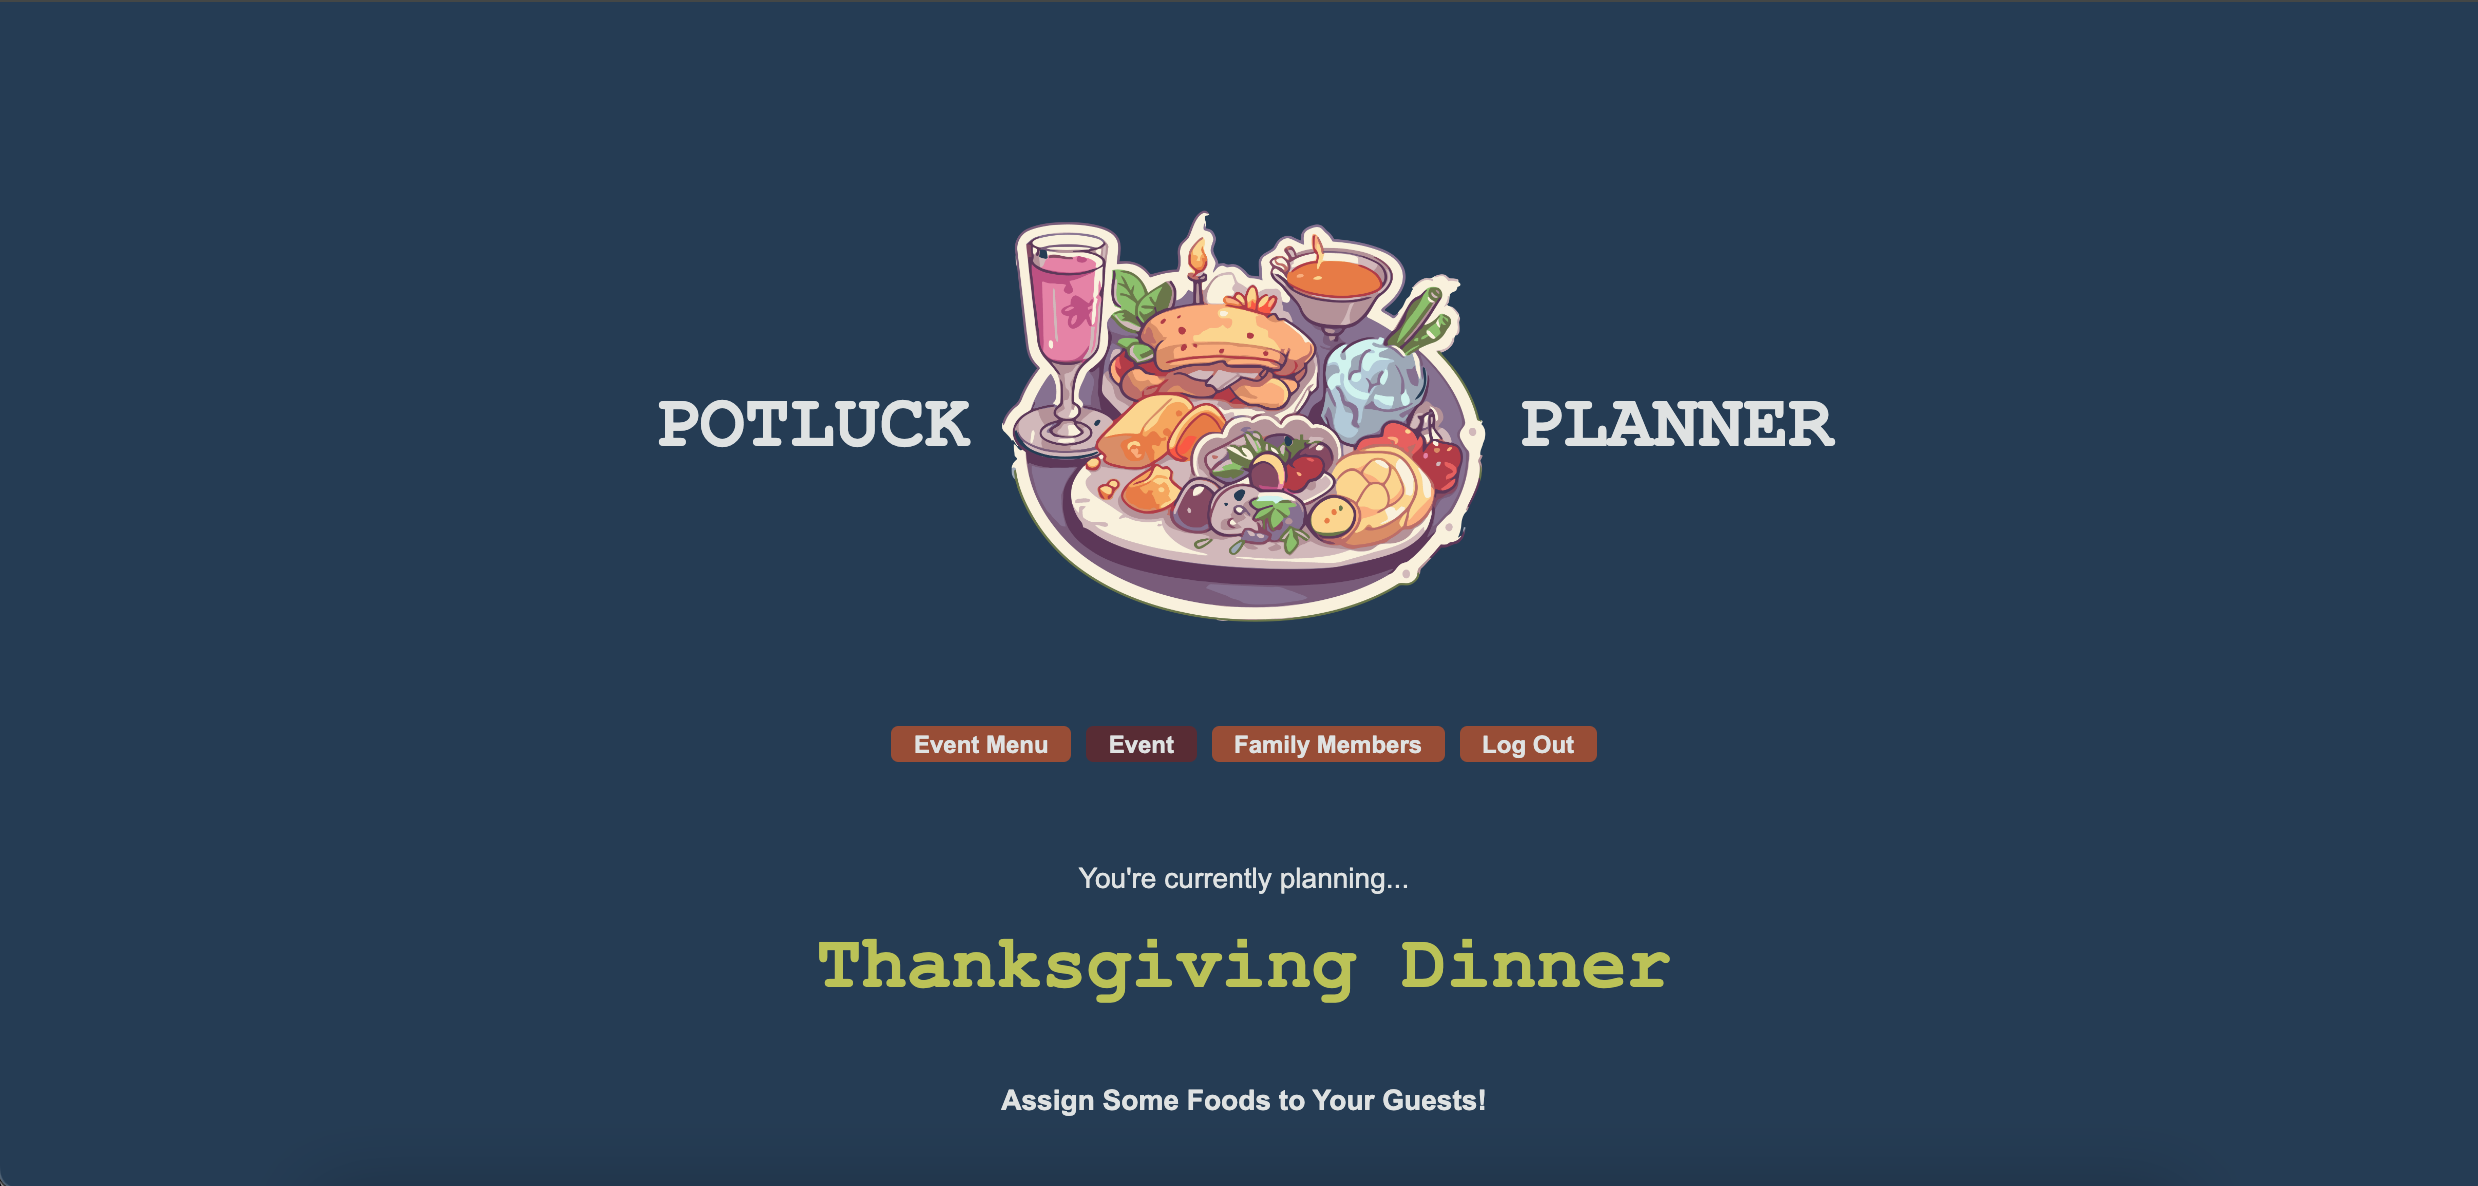 POTLUCK PLANNER
Event Menu Event Family Members Log Out
You're currently planning...
Thanksgiving Dinner
Assign Some Foods to Your Guests!